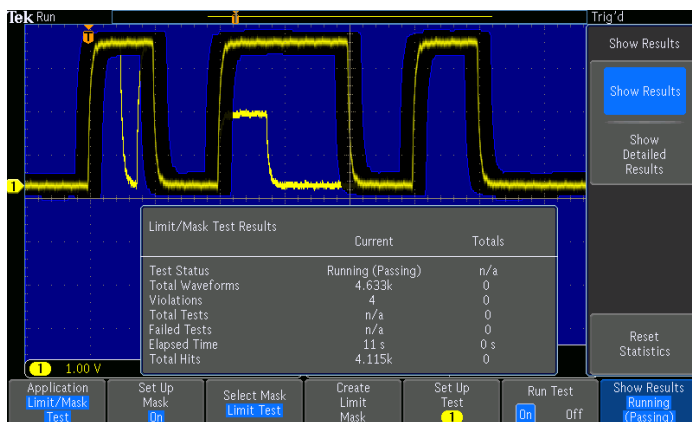 Tek Run Trig'd
T
T
Show Results
Show Results
Show
Detailed
Results
1
Limit/Mask Test Results
Current Totals
Test Status Running (Passing) n/a
Total Waveforms 4.633k 0
Violations 4 0
Total Tests n/a 0
Failed Tests n/a 0
Elapsed Time 11 s 0 s
Total Hits 4.115k 0
Reset
Statistics
1 1.00 V
Application
Limit/Mask
Test
Set Up
Mask
On
Select Mask
Limit Test
Create
Limit
Mask
Set Up
Test
1
Run Test
On Off
Show Results
Running
(Passing)